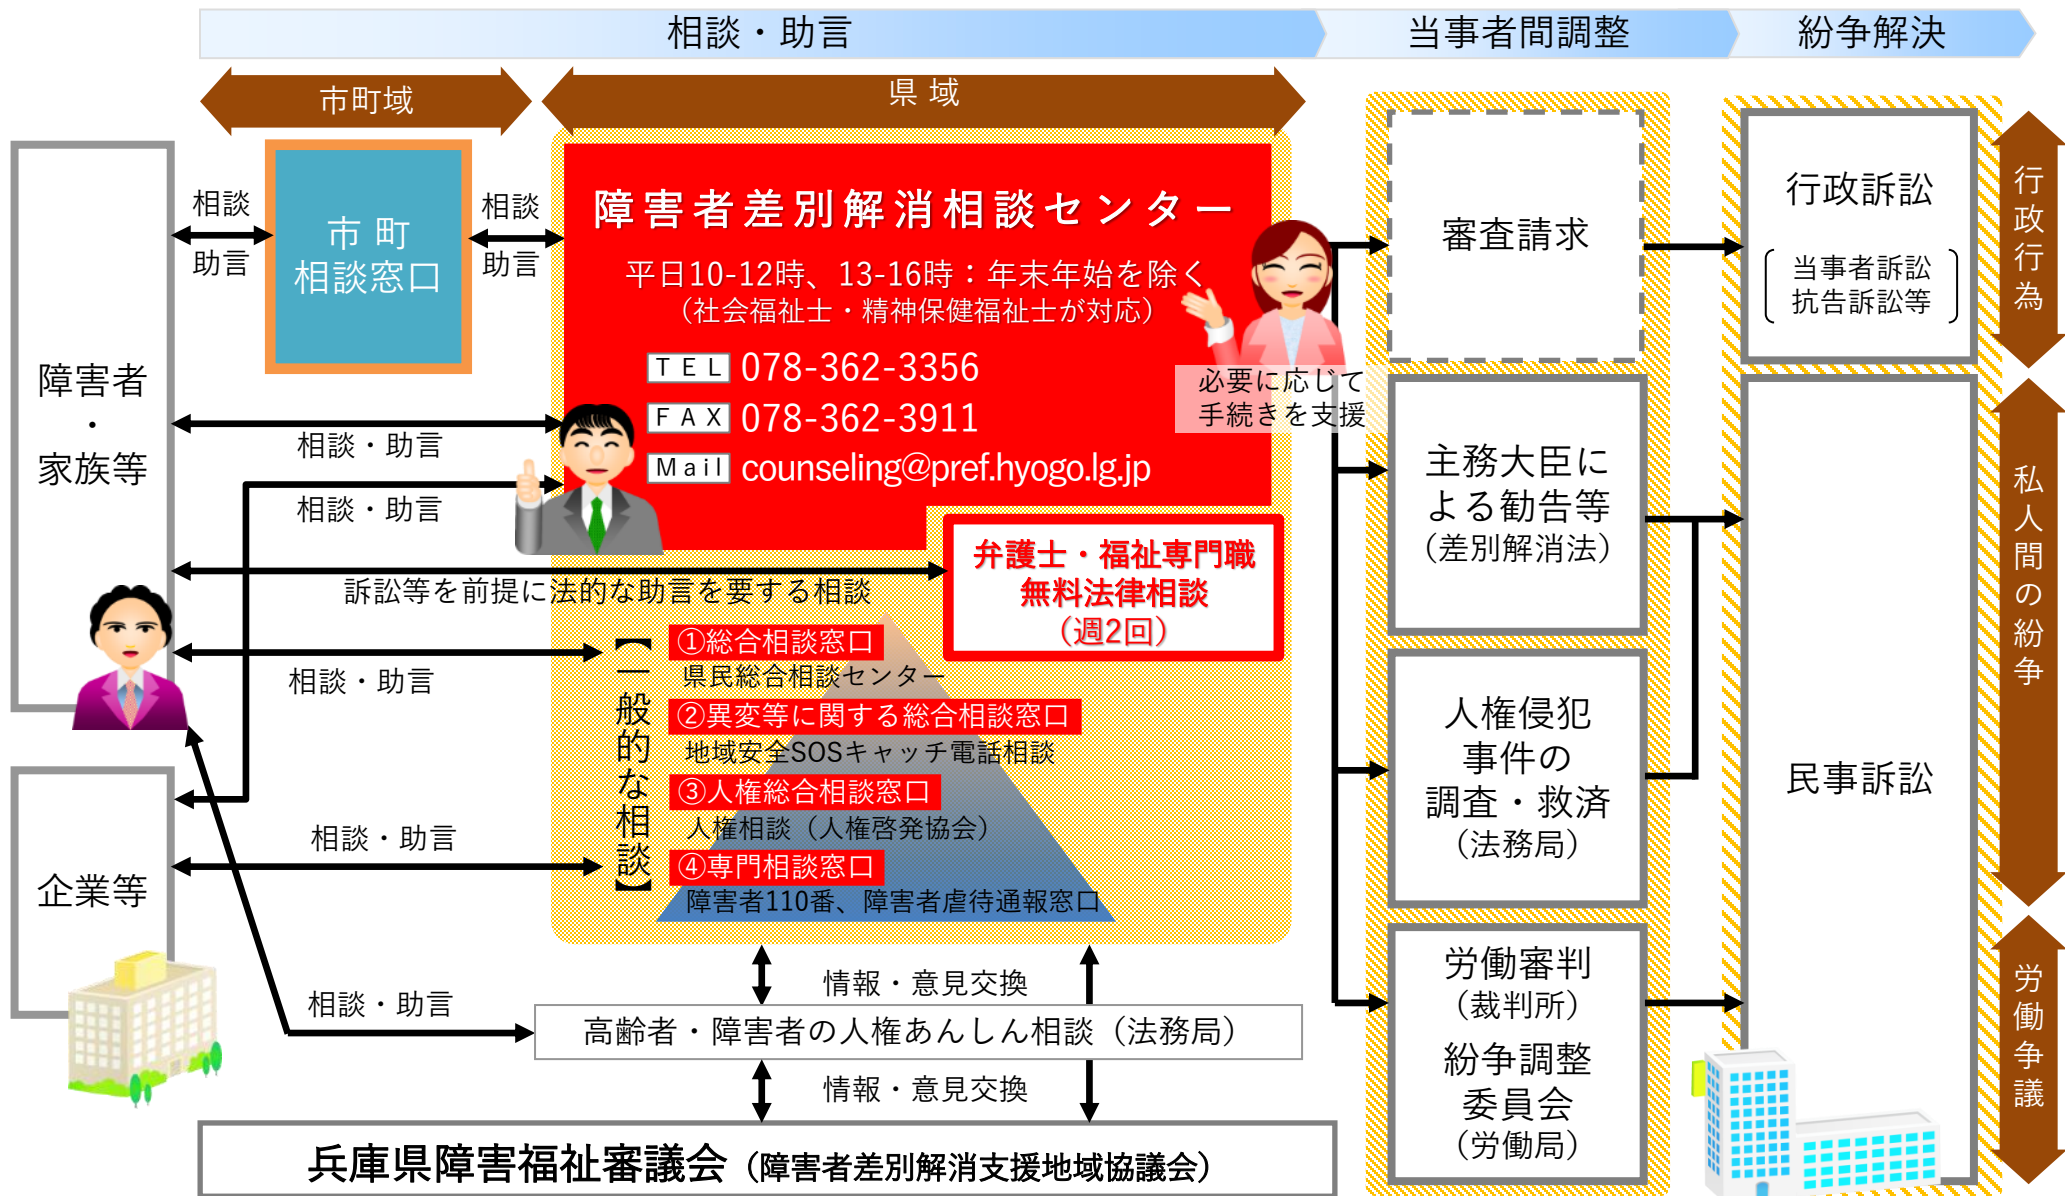 相談・助言
当事者間調整
紛争解決
市町域
県 域
障害者
・
家族等
企業等
相談
助言
市 町
相談窓口
相談
助言
障害者差別解消相談センター
平日10-12時、13-16時：年末年始を除く
（社会福祉士・精神保健福祉士が対応）
ＴＥＬ 078-362-3356
ＦＡＸ 078-362-3911
Mail counseling@pref.hyogo.lg.jp
必要に応じて
手続きを支援
相談・助言
相談・助言
訴訟等を前提に法的な助言を要する相談
弁護士・福祉専門職
無料法律相談
（週2回）
相談・助言
【一般的な相談】
①総合相談窓口
県民総合相談センター
②異変等に関する総合相談窓口
地域安全SOSキャッチ電話相談
③人権総合相談窓口
人権相談（人権啓発協会）
④専門相談窓口
障害者110番、障害者虐待通報窓口
相談・助言
相談・助言
情報・意見交換
高齢者・障害者の人権あんしん相談（法務局）
情報・意見交換
兵庫県障害福祉審議会（障害者差別解消支援地域協議会）
審査請求
主務大臣に
よる勧告等
（差別解消法）
人権侵犯
事件の
調査・救済
（法務局）
労働審判
（裁判所）
紛争調整
委員会
（労働局）
行政訴訟
当事者訴訟
抗告訴訟等
民事訴訟
行政行為
私人間の紛争
労働争議